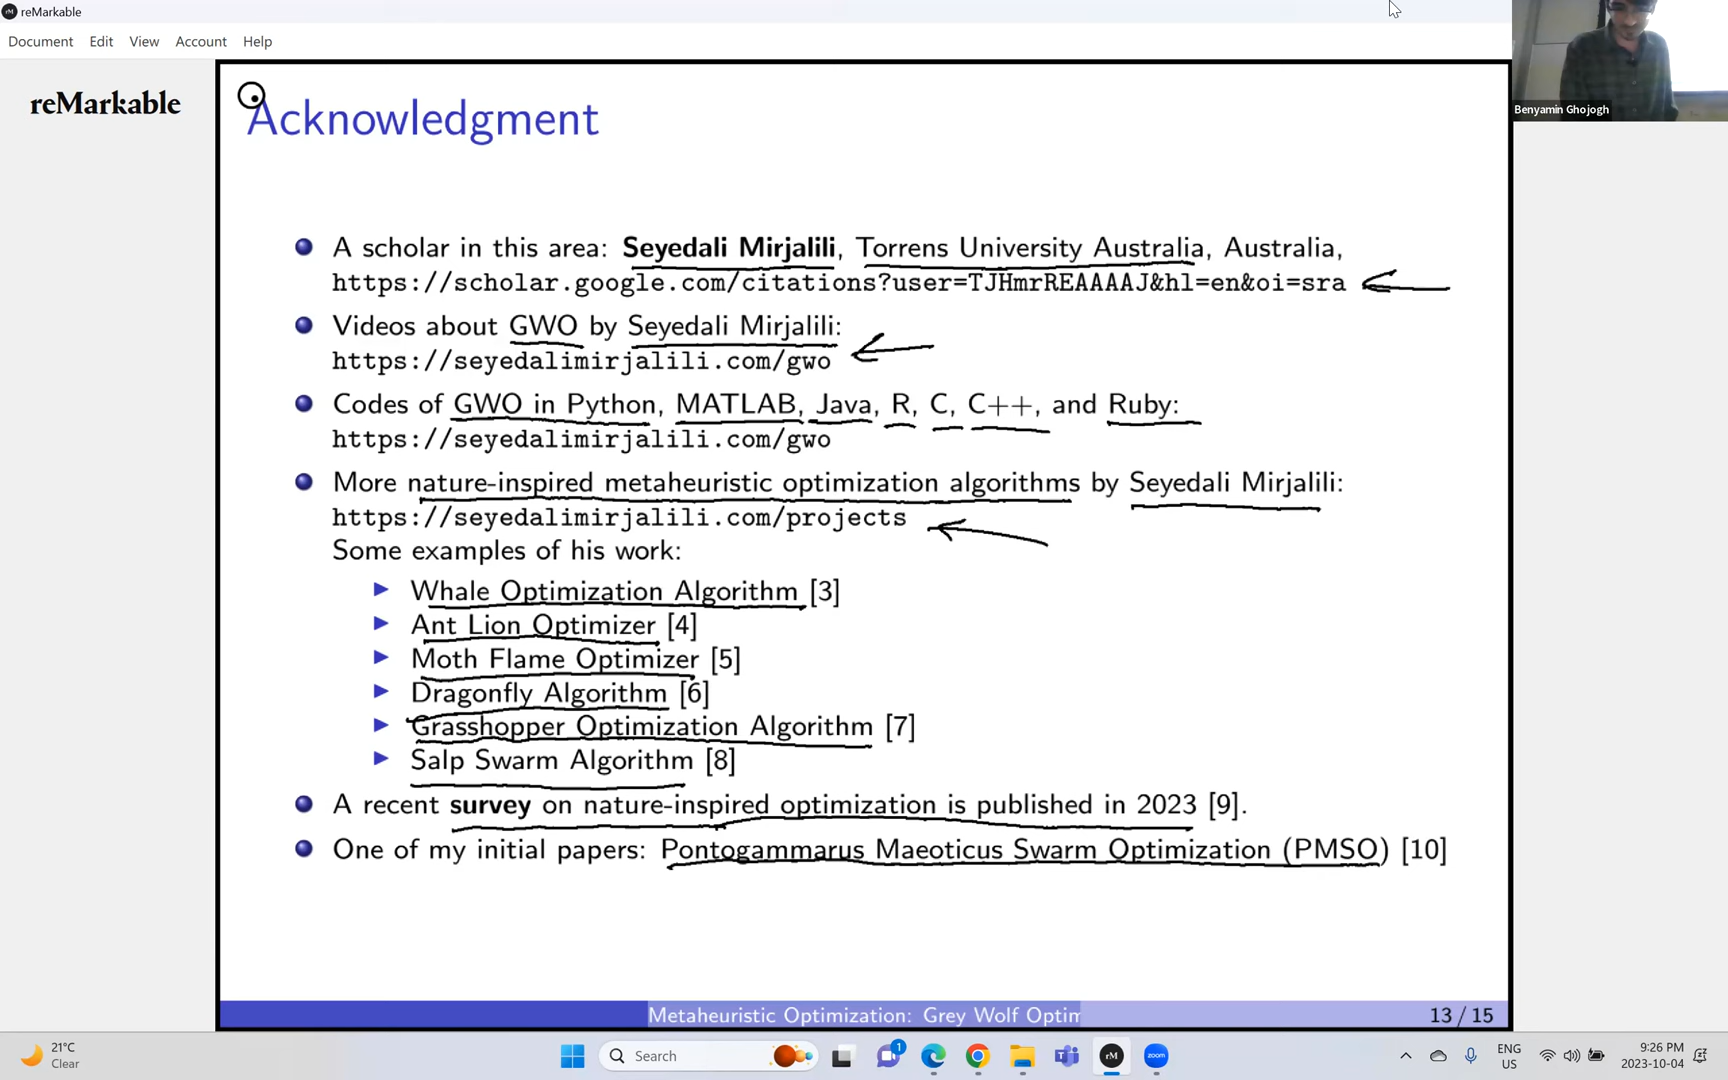 reMarkable
Document Edit View Account Help
reMarkable
Benyamin Ghojogh
Acknowledgment
A scholar in this area: Seyedali Mirjalili, Torrens University Australia, Australia,
https://scholar.google.com/citations?user=TJHmrREAAAAJ&hl=en&oi=sra
Videos about GWO by Seyedali Mirjalili:
https://seyedalimirjalili.com/gwo
Codes of GWO in Python, MATLAB, Java, R, C, C++, and Ruby:
https://seyedalimirjalili.com/gwo
More nature-inspired metaheuristic optimization algorithms by Seyedali Mirjalili:
https://seyedalimirjalili.com/projects
Some examples of his work:
Whale Optimization Algorithm [3]
Ant Lion Optimizer [4]
Moth Flame Optimizer [5]
Dragonfly Algorithm [6]
Grasshopper Optimization Algorithm [7]
Salp Swarm Algorithm [8]
A recent survey on nature-inspired optimization is published in 2023 [9].
One of my initial papers: Pontogammarus Maeoticus Swarm Optimization (PMSO) [10]
Metaheuristic Optimization: Grey Wolf Optim
13 / 15
21°C
Clear
Search
1
rM
zoom
ENG
US
9:26 PM
2023-10-04